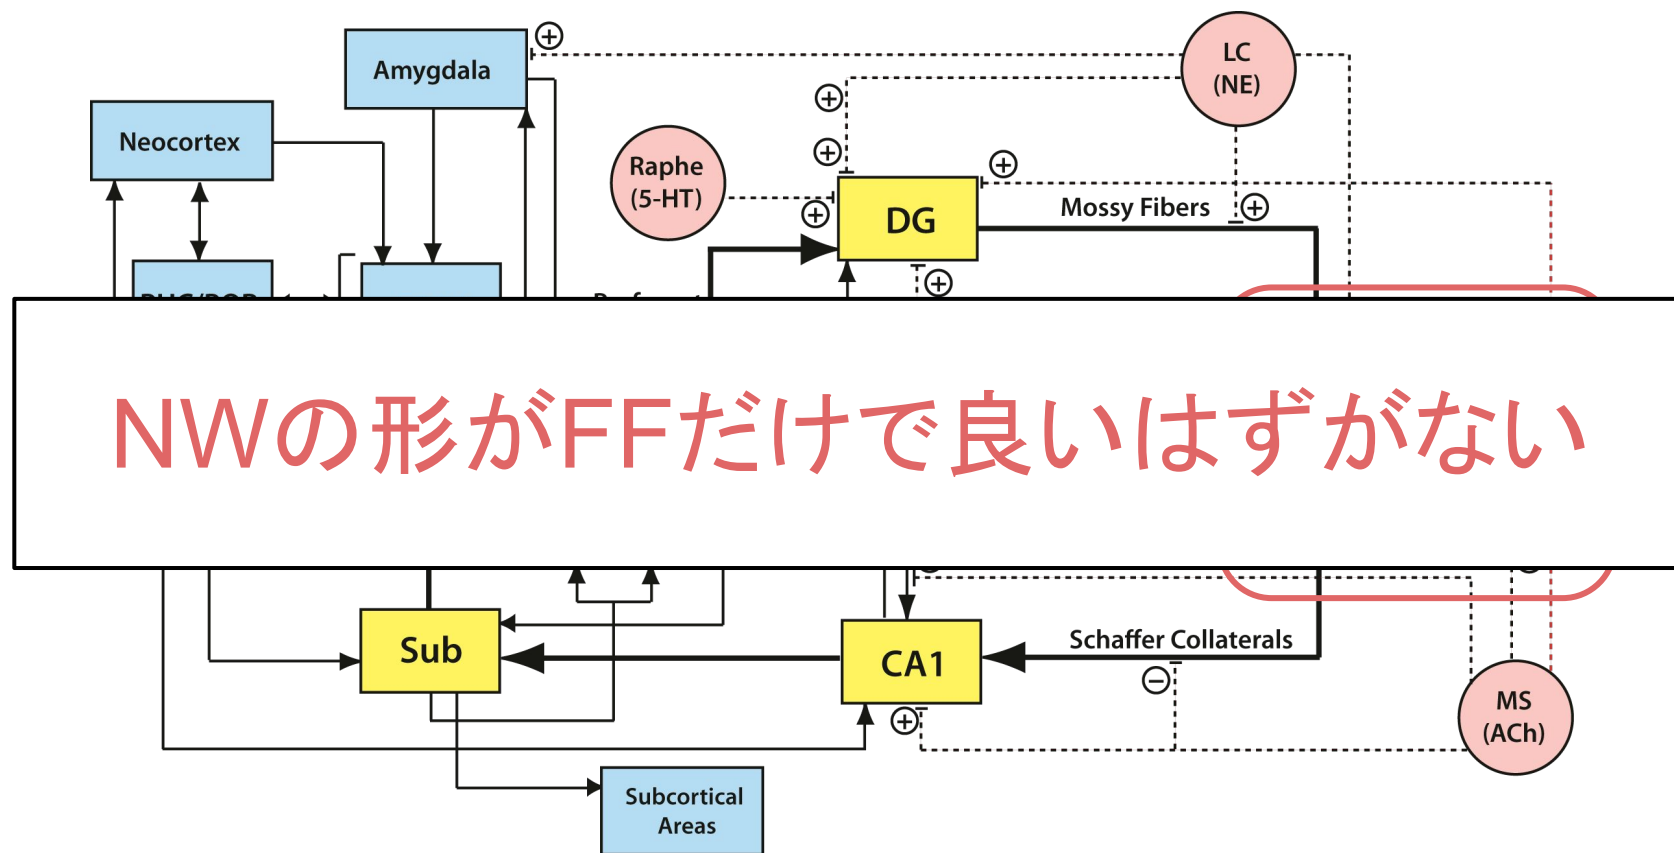 Amygdala
LC
(NE)
Neocortex
Raphe
(5-HT)
DG
Mossy Fibers
NWの形がFFだけで良いはずがない
Sub
CA1
Schaffer Collaterals
MS
(ACh)
Subcortical
Areas